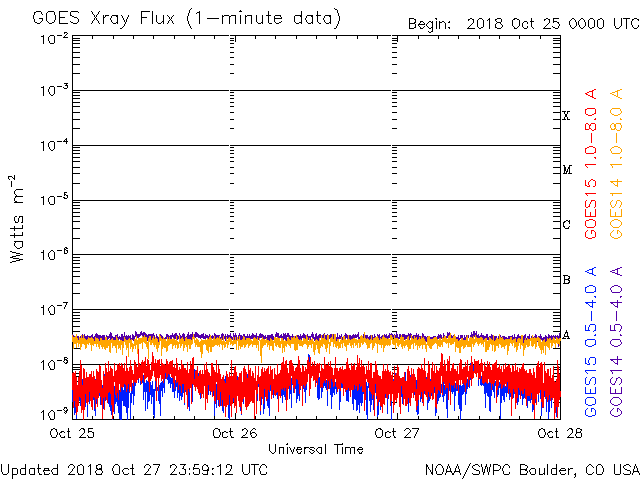 GOES Xray Flux (1-minute data)
Begin: 2018 Oct 25 0000 UTC
10⁻²
10⁻³
10⁻⁴
10⁻⁵
10⁻⁶
10⁻⁷
10⁻⁸
10⁻⁹
Watts m⁻²
X
M
C
B
A
GOES15 1.0-8.0 A
GOES14 1.0-8.0 A
GOES15 0.5-4.0 A
GOES14 0.5-4.0 A
Oct 25
Oct 26
Oct 27
Oct 28
Universal Time
Updated 2018 Oct 27 23:59:12 UTC
NOAA/SWPC Boulder, CO USA